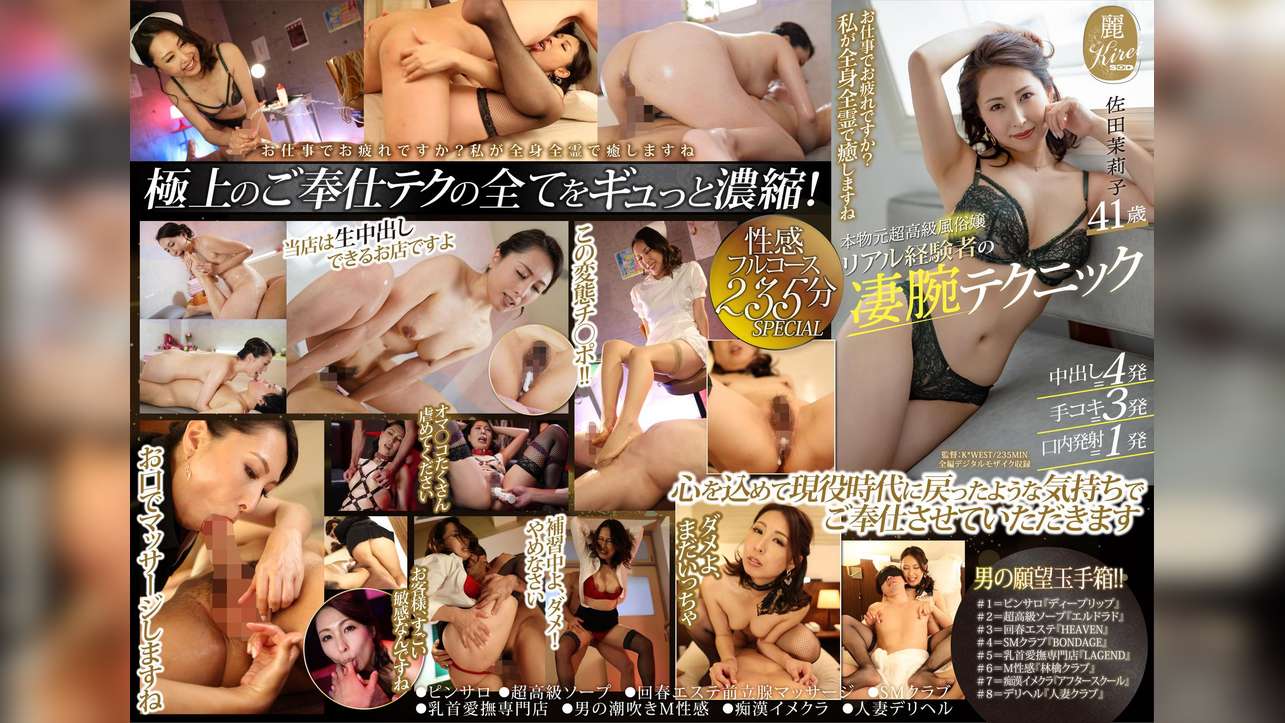 お仕事でお疲れですか?私が全身全霊で癒しますね
極上のご奉仕テクの全てをギュっと濃縮!
当店は生中出し
できるお店ですよ
この変態チ〇ポ!!
性感
フルコース
235分
SPECIAL
オマ〇コたくさん
虐めてください
お口でマッサージしますね
お客様、すごい
敏感なんですね
補習中よ、ダメ!
やめなさい
ダメよ、
まだいっちゃ
●ピンサロ ●超高級ソープ ●回春エステ前立腺マッサージ ●SMクラブ
●乳首愛撫専門店 ●男の潮吹きM性感 ●痴漢イメクラ ●人妻デリヘル
お仕事でお疲れですか?
私が全身全霊で癒しますね
麗
Kirei
SOD
佐田茉莉子
41歳
本物元超高級風俗嬢
リアル経験者の
凄腕テクニック
中出し=4発
手コキ=3発
口内発射=1発
監督:K*WEST/235MIN
全編デジタルモザイク収録
心を込めて現役時代に戻ったような気持ちで
ご奉仕させていただきます
男の願望玉手箱!!
#1=ピンサロ『ディープリップ』
#2=超高級ソープ『エルドラド』
#3=回春エステ『HEAVEN』
#4=SMクラブ『BONDAGE』
#5=乳首愛撫専門店『LAGEND』
#6=M性感『林檎クラブ』
#7=痴漢イメクラ『アフタースクール』
#8=デリヘル『人妻クラブ』